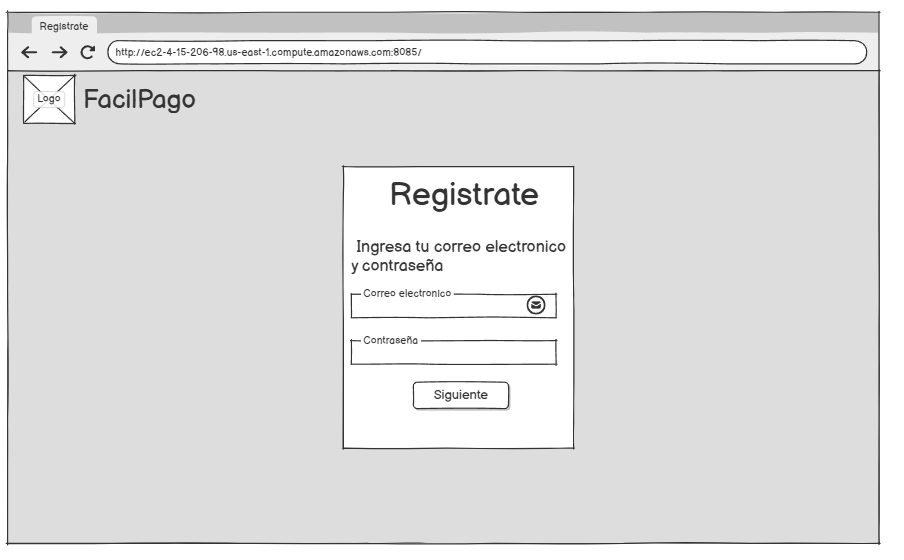 Registrate
http://ec2-4-15-206-98.us-east-1.compute.amazonaws.com:8085/
Logo
FacilPago
Registrate
Ingresa tu correo electronico
y contraseña
Correo electronico
Contraseña
Siguiente